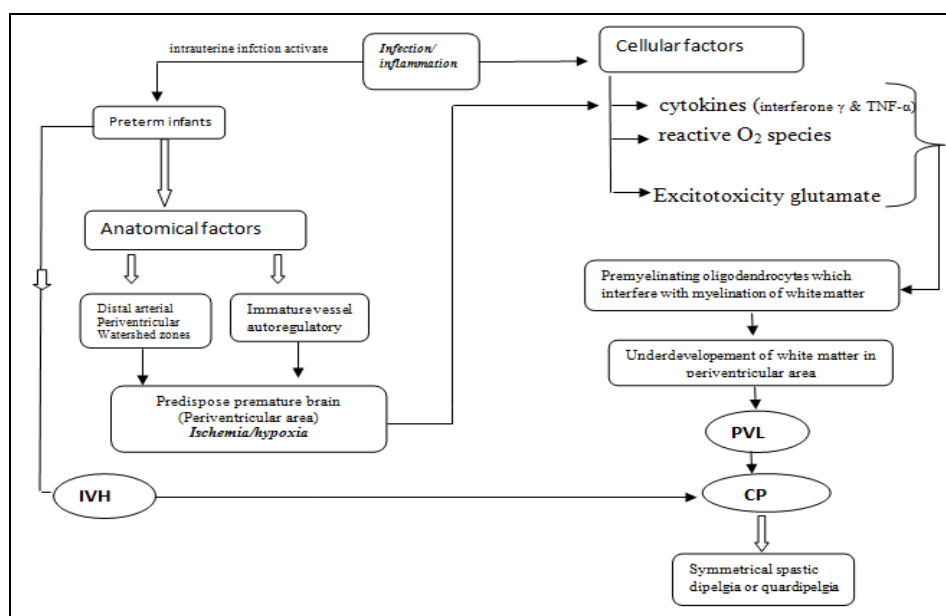 intrauterine infction activate
Infection/
inflammation
Cellular factors
cytokines (interferone γ & TNF-α)
reactive O₂ species
Excitotoxicity glutamate
Preterm infants
Anatomical factors
Distal arterial
Periventricular
Watershed zones
Immature vessel
autoregulatory
Predispose premature brain
(Periventricular area)
Ischemia/hypoxia
IVH
Premyelinating oligodendrocytes which
interfere with myelination of white matter
Underdevelopement of white matter in
periventricular area
PVL
CP
Symmetrical spastic
dipelgia or quardipelgia